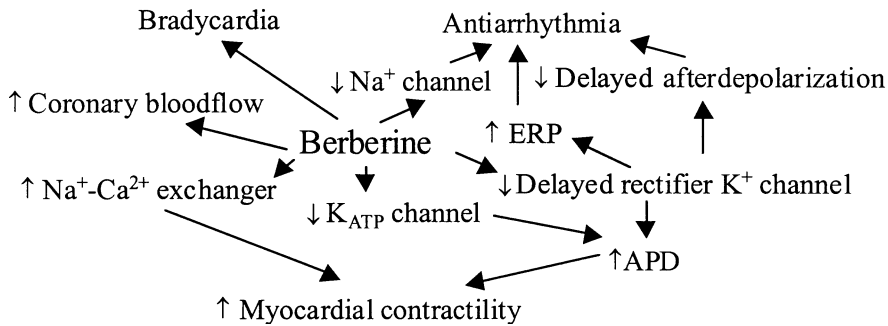 Bradycardia
Antiarrhythmia
↓ Na⁺ channel
↓ Delayed afterdepolarization
↑ Coronary bloodflow
Berberine
↑ ERP
↑ Na⁺-Ca²⁺ exchanger
↓ Delayed rectifier K⁺ channel
↓ K_ATP channel
↑APD
↑ Myocardial contractility